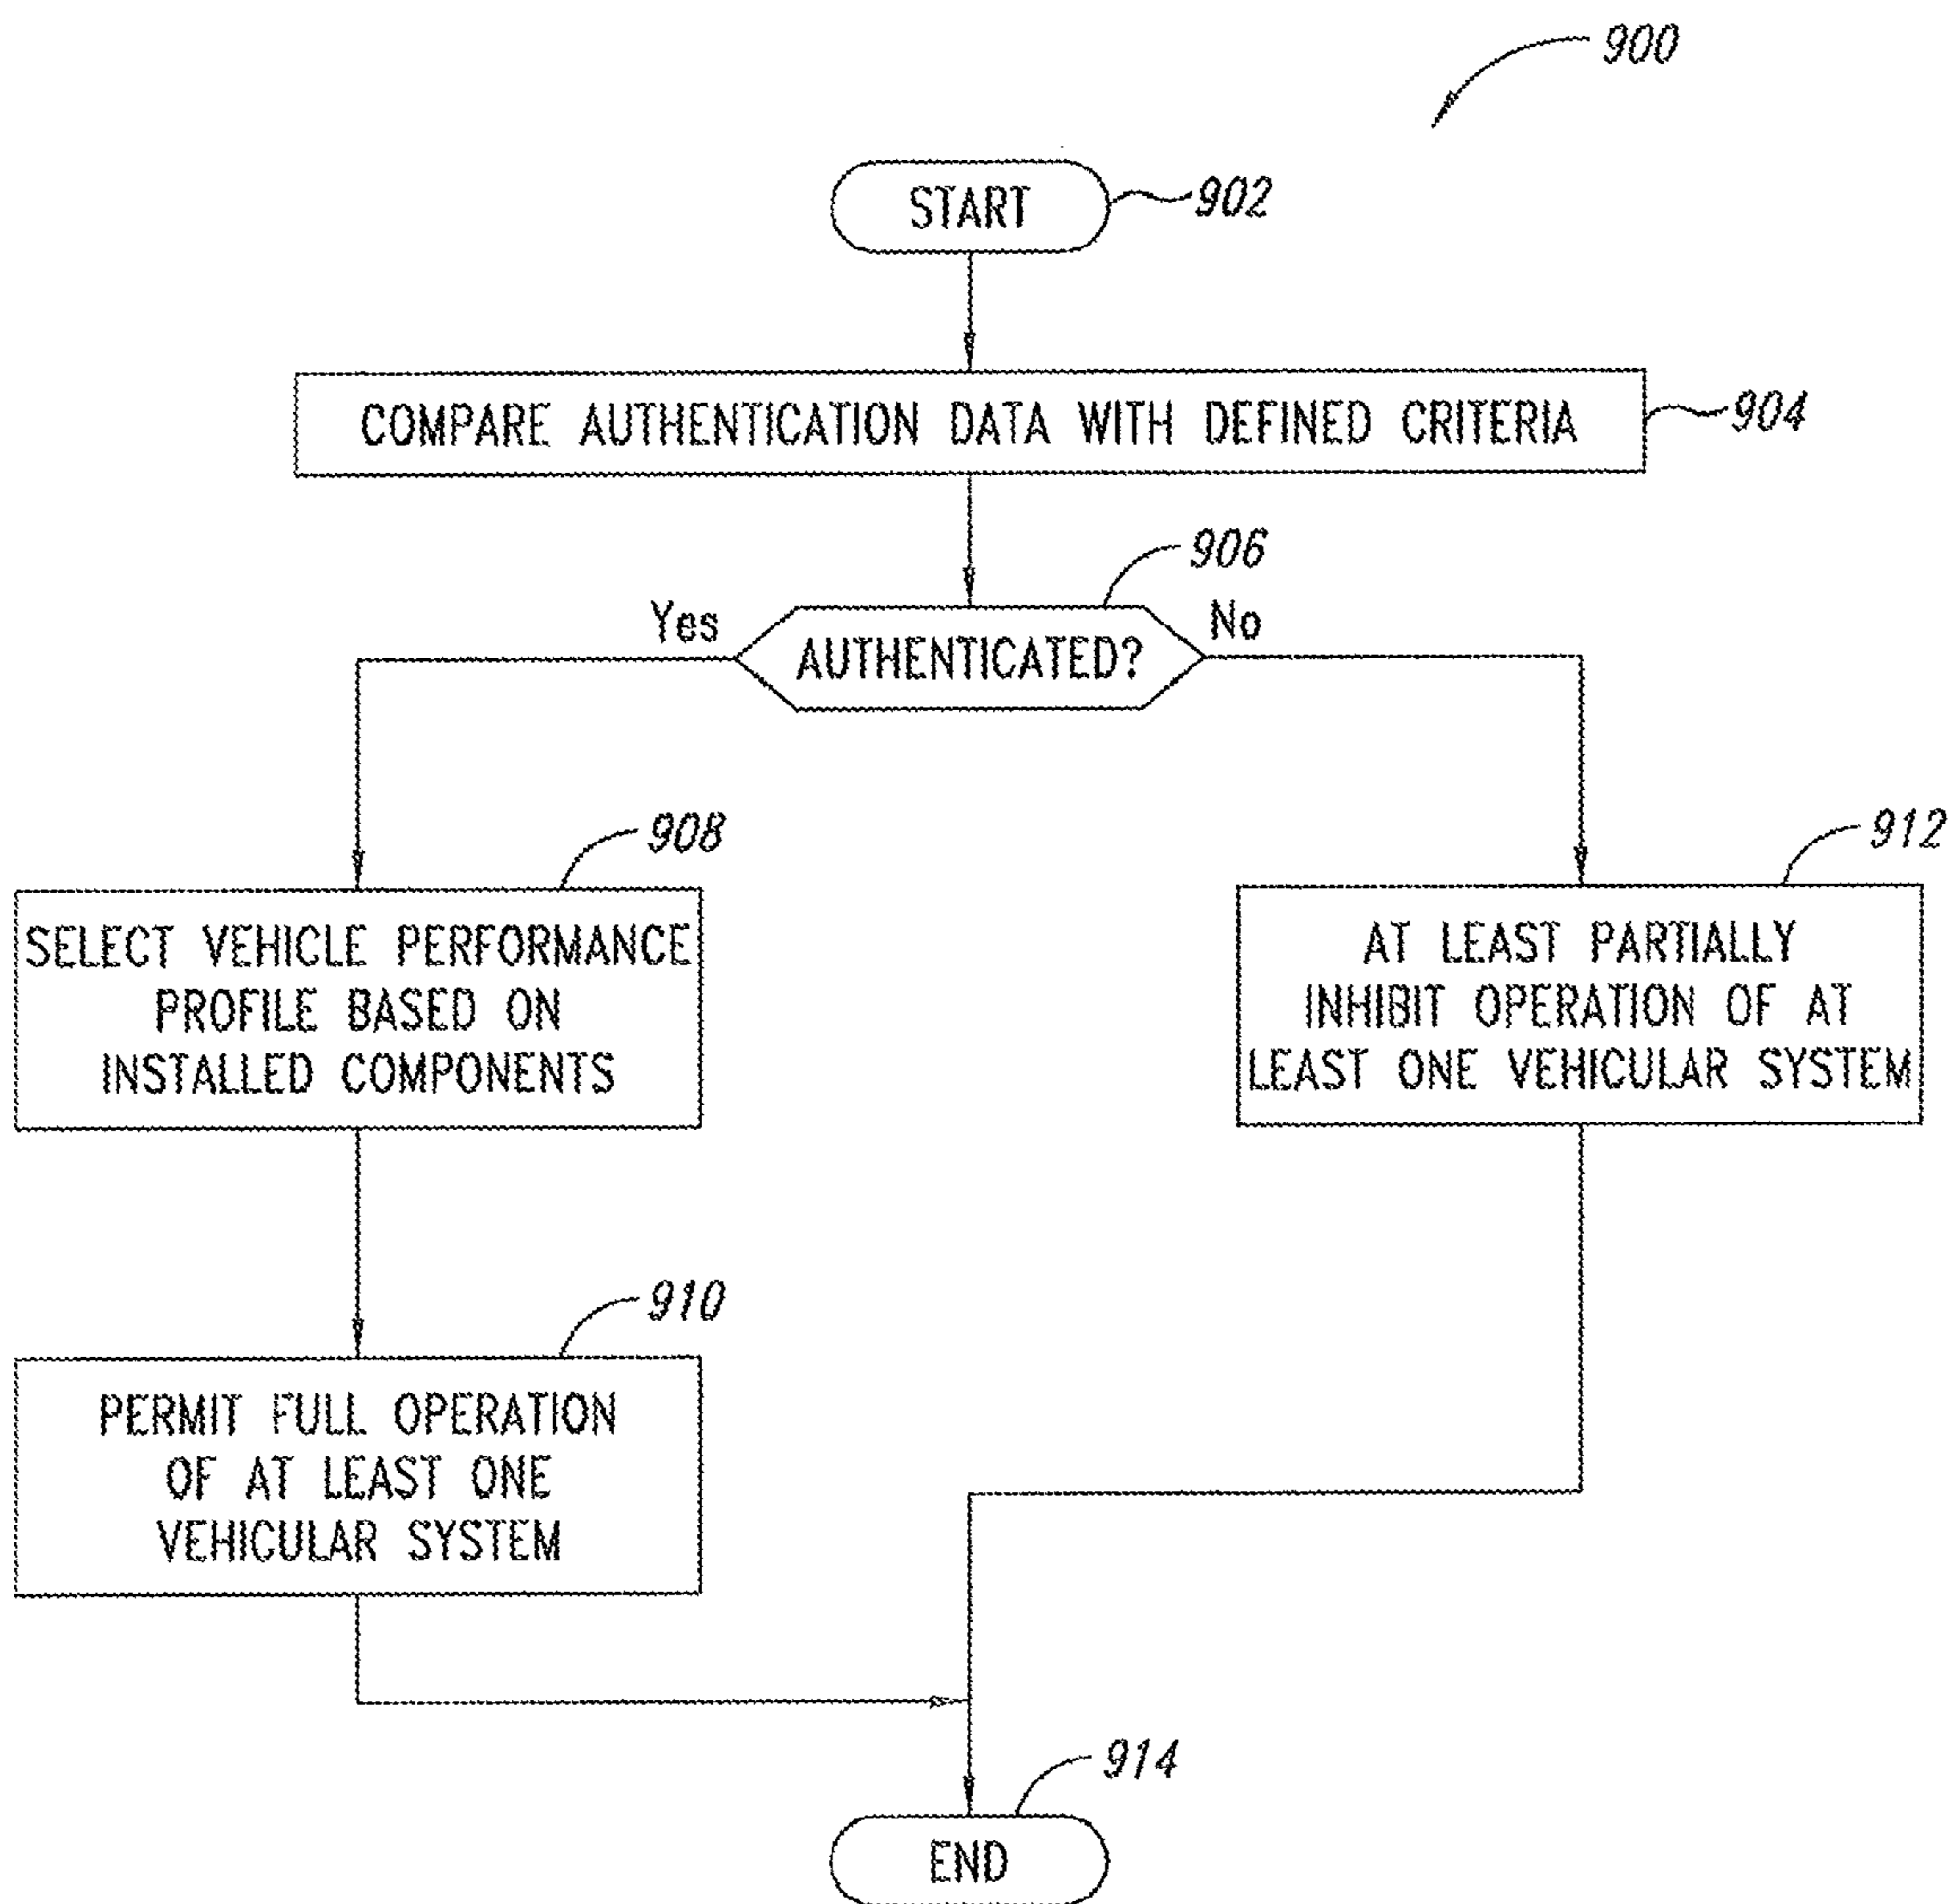 900
START
902
COMPARE AUTHENTICATION DATA WITH DEFINED CRITERIA
904
906
Yes
AUTHENTICATED?
No
908
SELECT VEHICLE PERFORMANCE
PROFILE BASED ON
INSTALLED COMPONENTS
912
AT LEAST PARTIALLY
INHIBIT OPERATION OF AT
LEAST ONE VEHICULAR SYSTEM
910
PERMIT FULL OPERATION
OF AT LEAST ONE
VEHICULAR SYSTEM
914
END